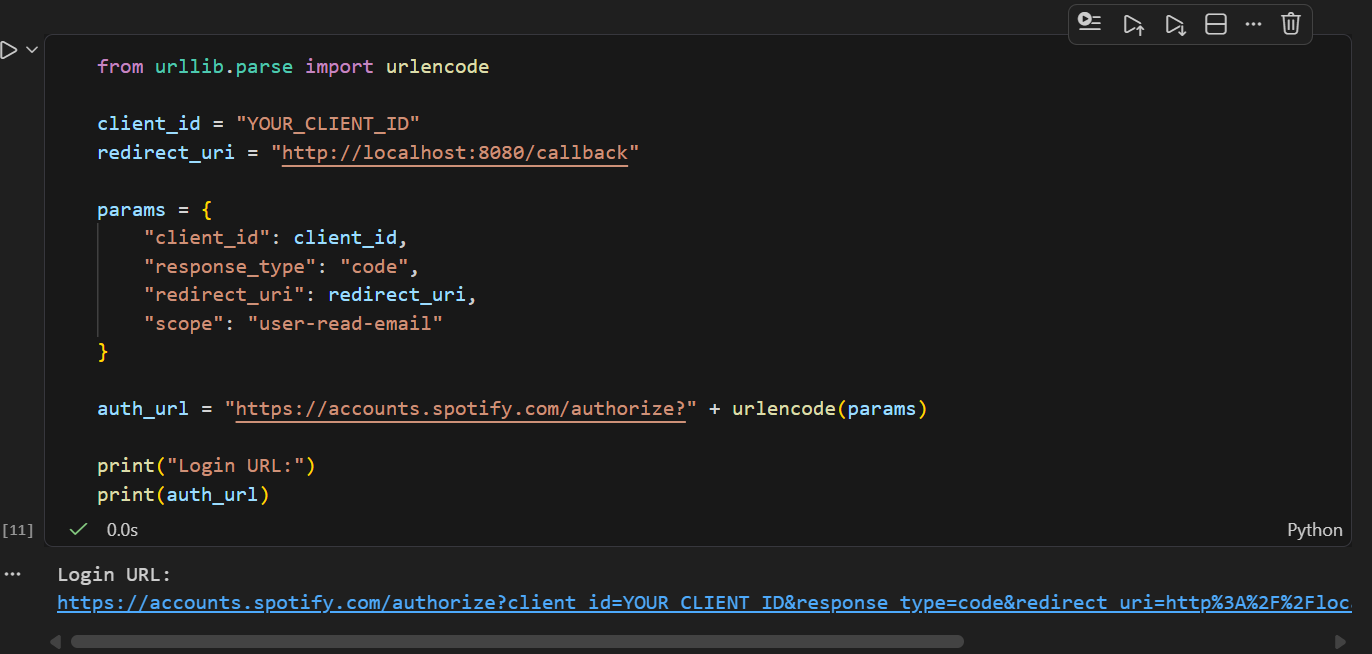 from urllib.parse import urlencode
client_id = "YOUR_CLIENT_ID"
redirect_uri = "http://localhost:8080/callback"
params = {
    "client_id": client_id,
    "response_type": "code",
    "redirect_uri": redirect_uri,
    "scope": "user-read-email"
}
auth_url = "https://accounts.spotify.com/authorize?" + urlencode(params)
print("Login URL:")
print(auth_url)
[11] 0.0s Python
Login URL:
https://accounts.spotify.com/authorize?client_id=YOUR_CLIENT_ID&response_type=code&redirect_uri=http%3A%2F%2Floc